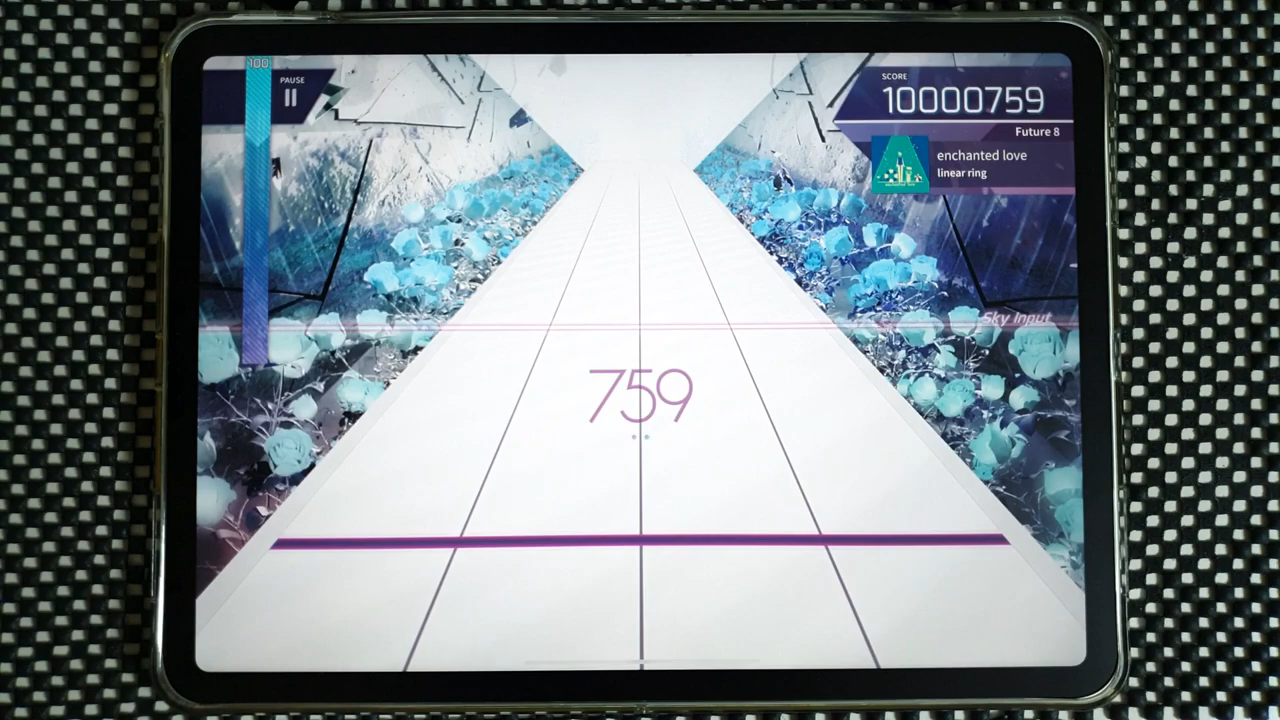 100
PAUSE
SCORE
10000759
Future 8
enchanted love
linear ring
Sky Input
759